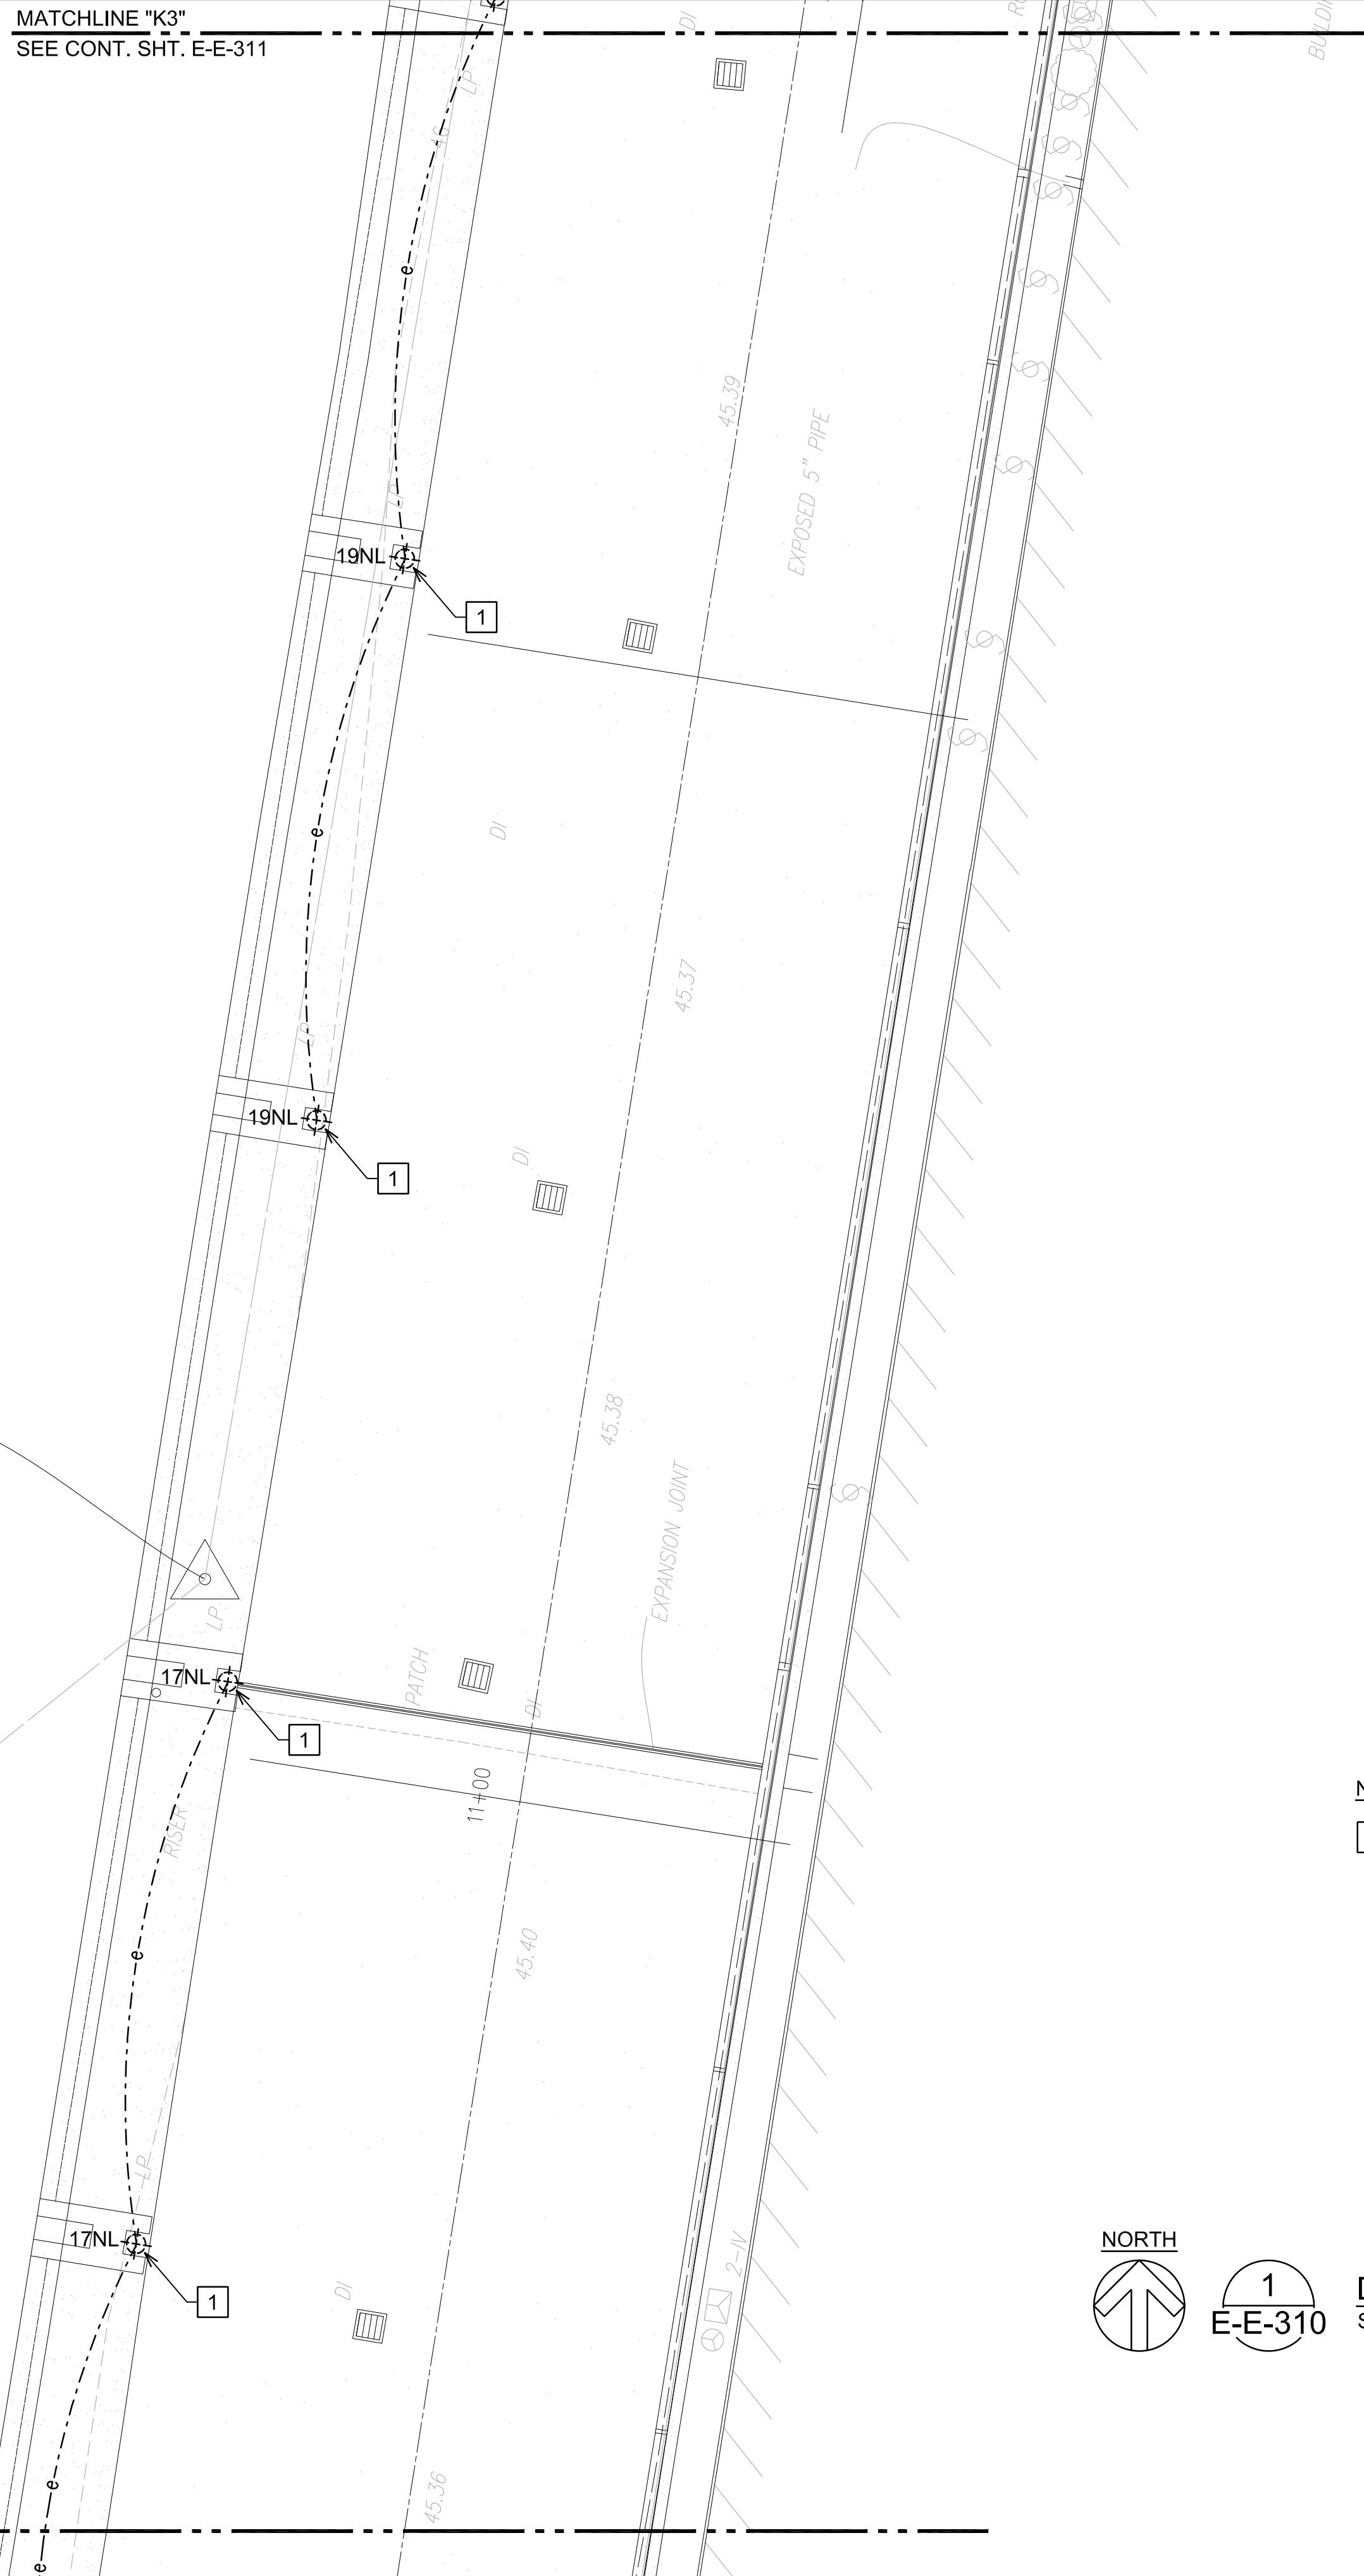 MATCHLINE "K3"
SEE CONT. SHT. E-E-311
DI
LP
4G
e
45.39
EXPOSED 5" PIPE
LP
19NL
1
e
DI
45.37
LP
19NL
1
DI
45.38
EXPANSION JOINT
LP
PATCH
17NL
DI
1
11+00
RISER
45.40
e
LP
NORTH
17NL
2-IV
DI
1
1
E-E-310
45.36
e
e